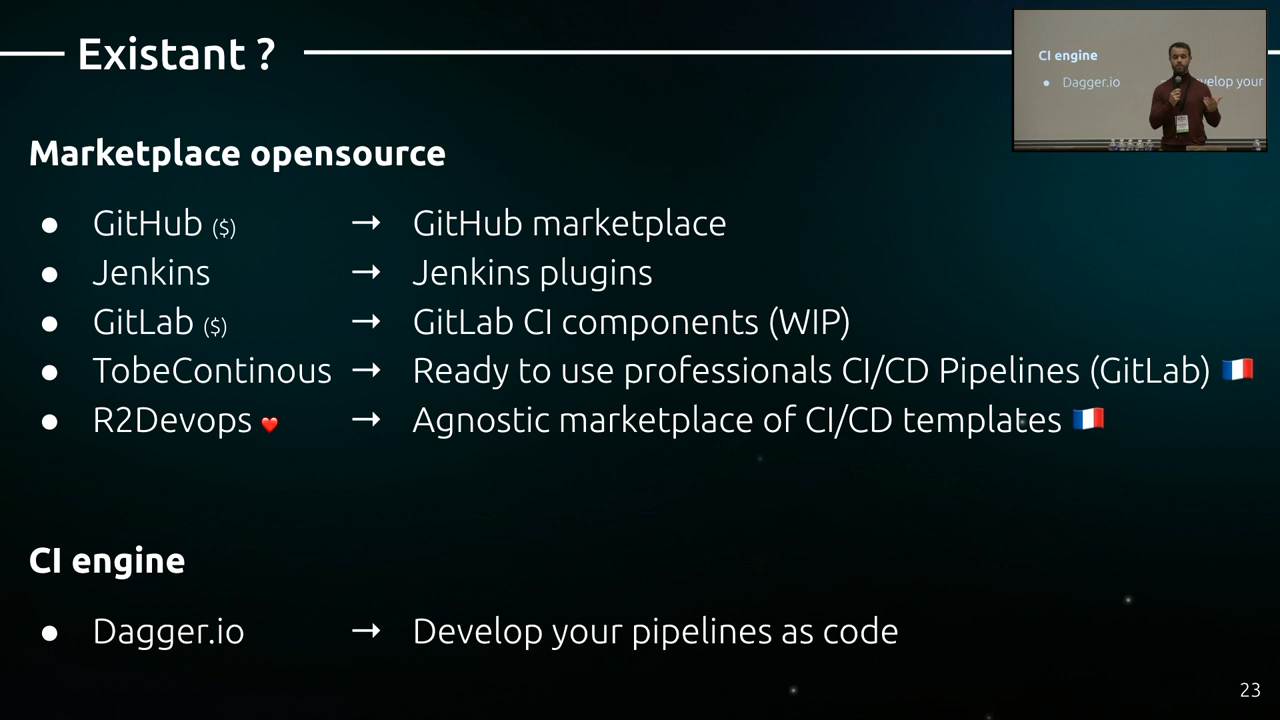 Existant ?
Marketplace opensource
● GitHub ($) → GitHub marketplace
● Jenkins → Jenkins plugins
● GitLab ($) → GitLab CI components (WIP)
● TobeContinous → Ready to use professionals CI/CD Pipelines (GitLab) 🇫🇷
● R2Devops ❤️ → Agnostic marketplace of CI/CD templates 🇫🇷
CI engine
● Dagger.io → Develop your pipelines as code
23
CI engine
● Dagger.io velop your